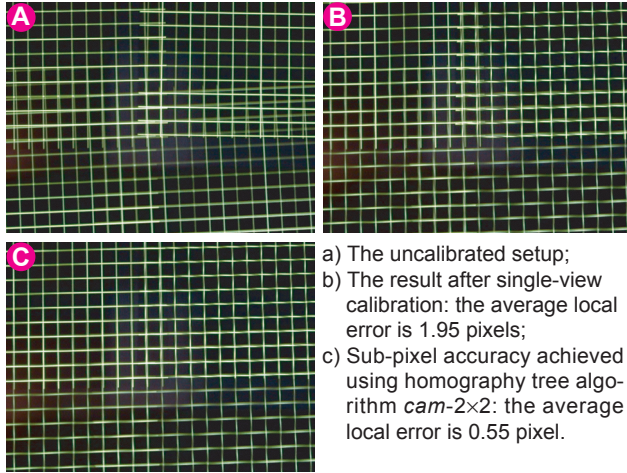 A
B
C
a) The uncalibrated setup;
b) The result after single-view
calibration: the average local
error is 1.95 pixels;
c) Sub-pixel accuracy achieved
using homography tree algo-
rithm cam-2×2: the average
local error is 0.55 pixel.